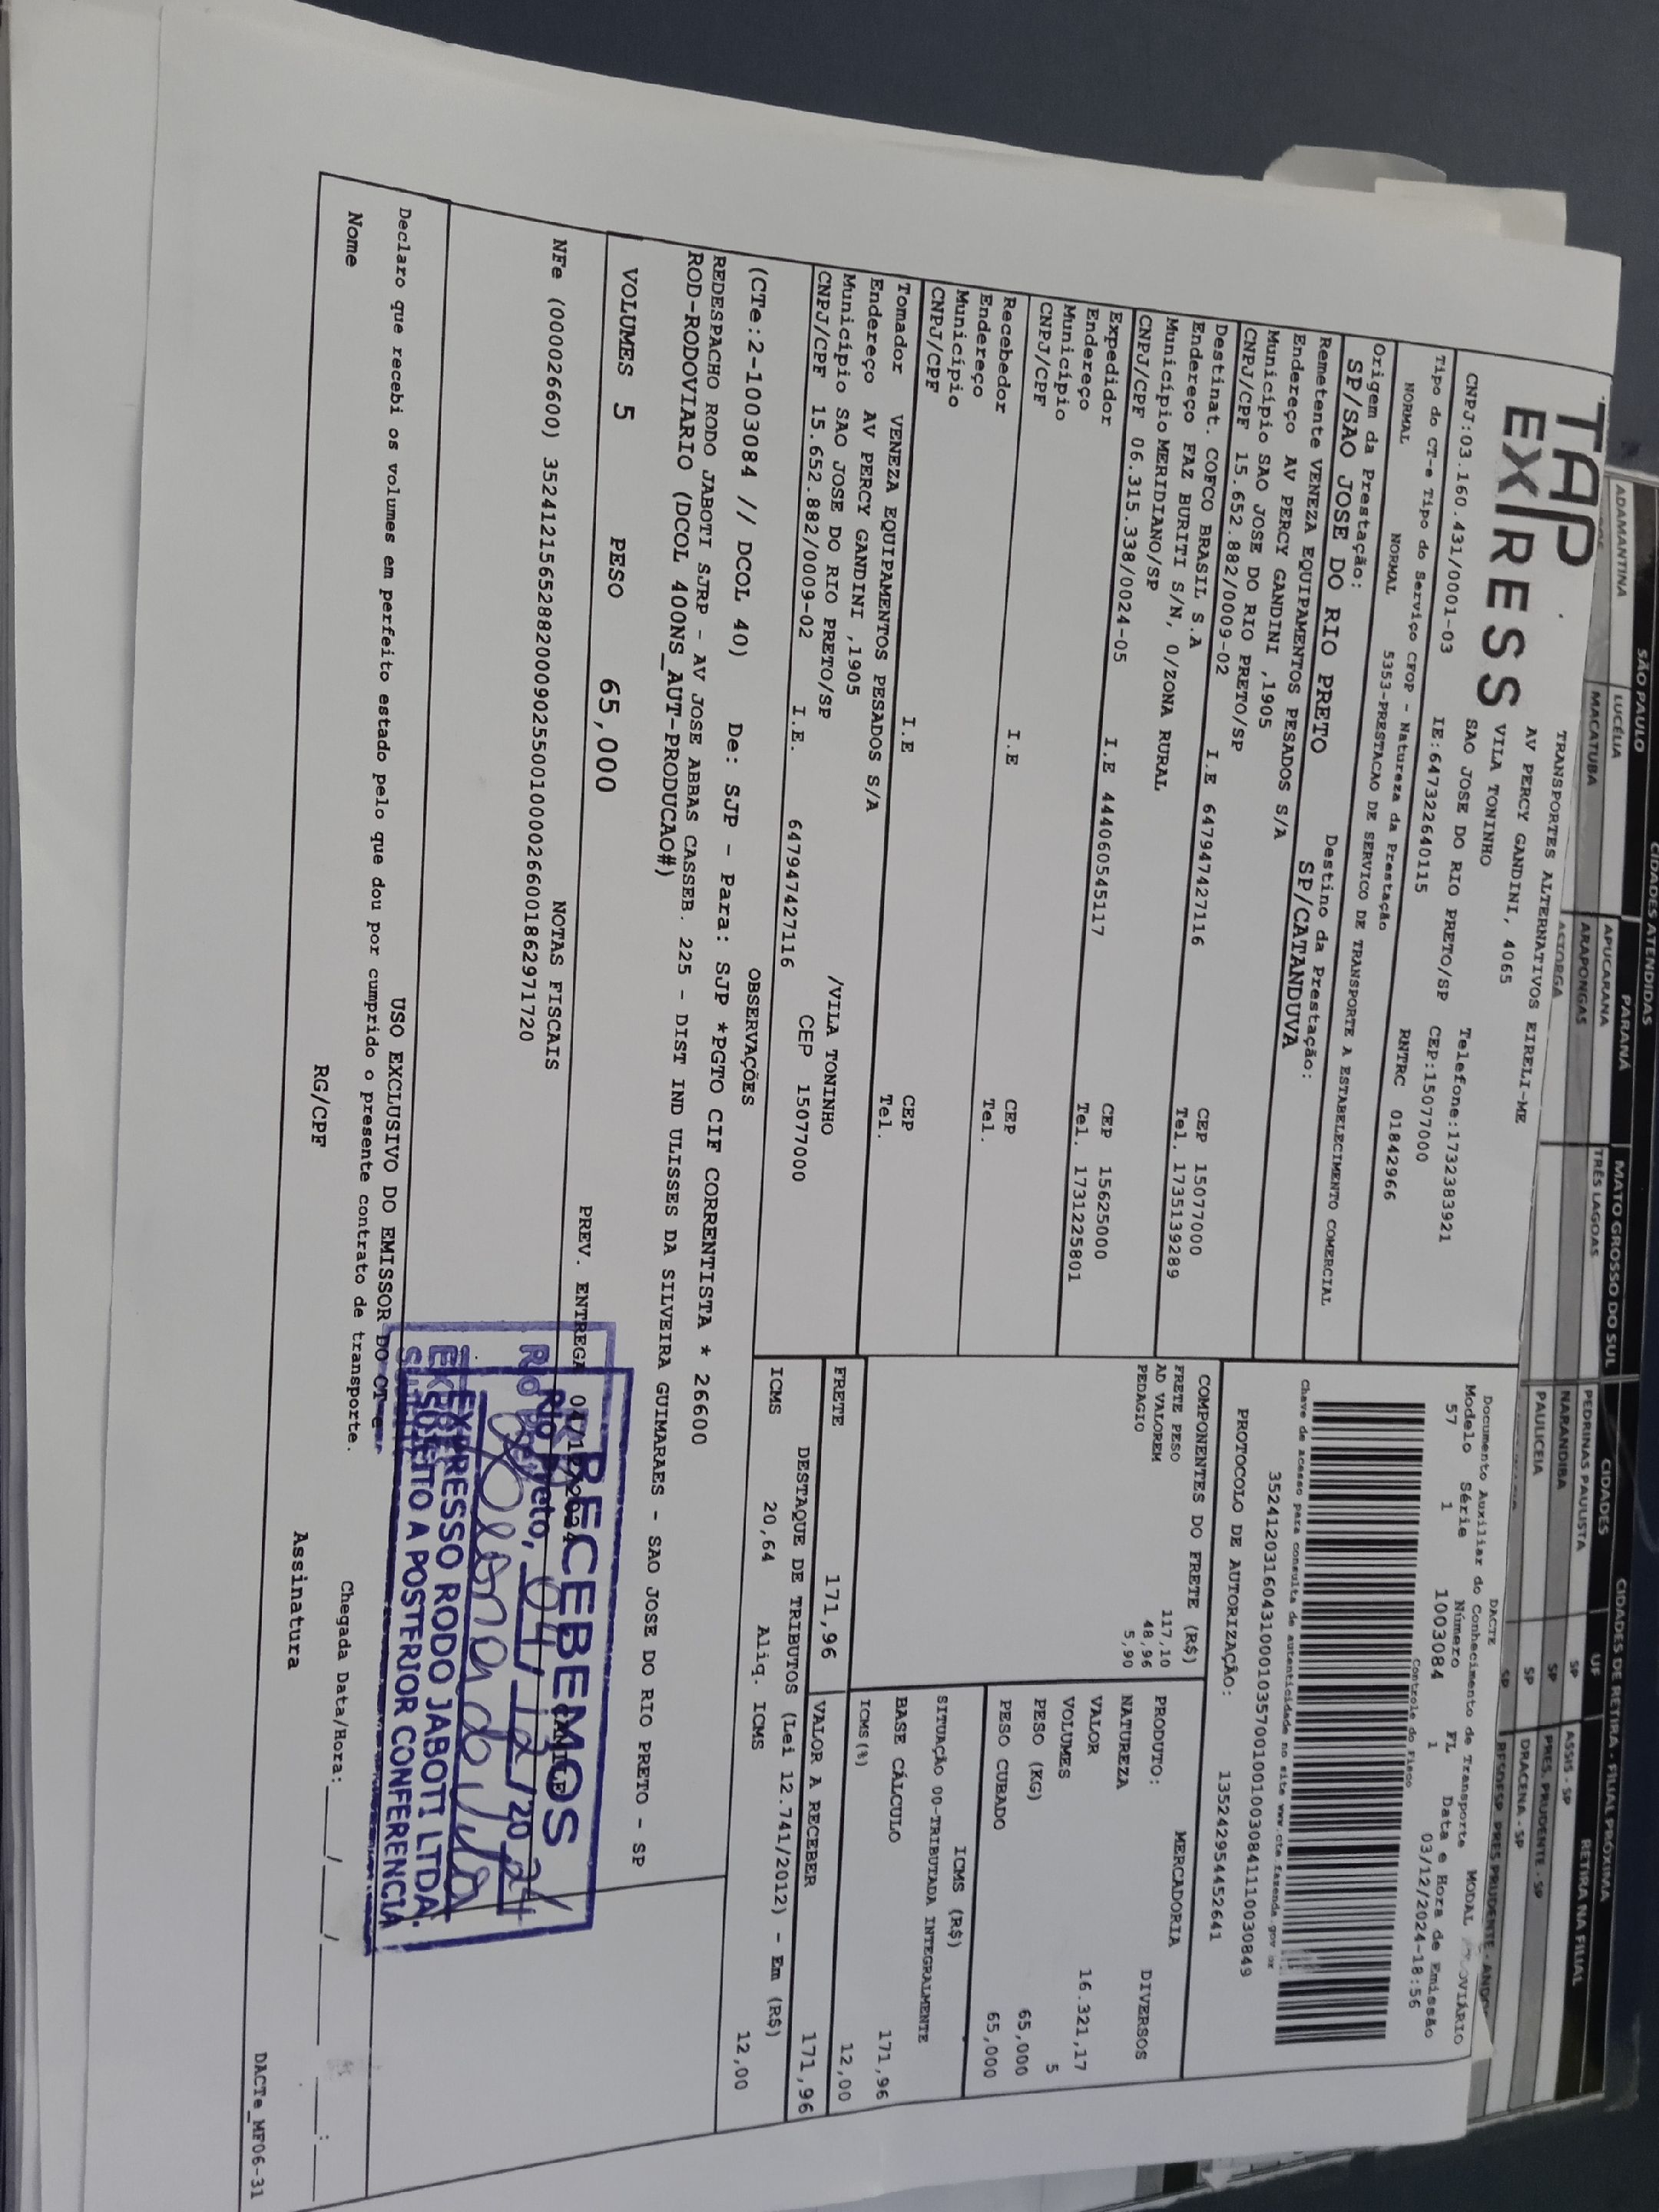 CIDADES ATENDIDAS
SÃO PAULO
PARANÁ
MATO GROSSO DO SUL
CIDADES
UF
CIDADES DE RETIRA - FILIAL PRÓXIMA
RETIRA NA FILIAL
ADAMANTINA
LUCÉLIA
APUCARANA
TRÊS LAGOAS
PEDRINAS PAULISTA
SP
ASSIS - SP
MACATUBA
ARAPONGAS
NARANDIBA
SP
PRES. PRUDENTE - SP
ASTORGA
PAULICEIA
SP
DRACENA - SP
SP
TAP EXPRESS
TRANSPORTES ALTERNATIVOS EIRELI-ME
AV PERCY GANDINI, 4065
VILA TONINHO
SAO JOSE DO RIO PRETO/SP Telefone:1732383921
CNPJ:03.160.431/0001-03 IE:647322640115 CEP:15077000
Tipo do CT-e Tipo do Serviço CFOP - Natureza da Prestação RNTRC 01842966
NORMAL NORMAL 5353-PRESTACAO DE SERVICO DE TRANSPORTE A ESTABELECIMENTO COMERCIAL
Origem da Prestação: Destino da Prestação:
SP/SAO JOSE DO RIO PRETO SP/CATANDUVA
DACTE
Documento Auxiliar do Conhecimento de Transporte MODAL
Modelo Série Número FL Data e Hora de Emissão
57 1 1003084 1 03/12/2024-18:56
Controle do Fisco
Chave de acesso para consulta de autenticidade no site www.cte.fazenda.gov.br
35241203160431000103570010010030841110030849
PROTOCOLO DE AUTORIZAÇÃO: 135242954452641
Remetente VENEZA EQUIPAMENTOS PESADOS S/A
Endereço AV PERCY GANDINI ,1905
Município SAO JOSE DO RIO PRETO/SP CEP 15077000
CNPJ/CPF 15.652.882/0009-02 I.E 647947427116 Tel. 1735139289
Destinat. COFCO BRASIL S.A
Endereço FAZ BURITI S/N, 0/ZONA RURAL
Município MERIDIANO/SP CEP 15625000
CNPJ/CPF 06.315.338/0024-05 I.E 444060545117 Tel. 1731225801
Expedidor
Endereço
Município CEP
CNPJ/CPF I.E Tel.
Recebedor
Endereço
Município CEP
CNPJ/CPF I.E Tel.
Tomador VENEZA EQUIPAMENTOS PESADOS S/A
Endereço AV PERCY GANDINI ,1905 /VILA TONINHO
Município SAO JOSE DO RIO PRETO/SP CEP 15077000
CNPJ/CPF 15.652.882/0009-02 I.E. 647947427116
COMPONENTES DO FRETE (R$)
FRETE PESO 117,10
AD VALOREM 48,96
PEDAGIO 5,90
FRETE 171,96
MERCADORIA
PRODUTO: DIVERSOS
NATUREZA
VALOR 16.321,17
VOLUMES 5
PESO (KG) 65,000
PESO CUBADO 65,000
ICMS (R$)
SITUAÇÃO 00-TRIBUTADA INTEGRALMENTE
BASE CÁLCULO 171,96
ICMS(%) 12,00
VALOR A RECEBER 171,96
DESTAQUE DE TRIBUTOS (Lei 12.741/2012) - Em (R$)
ICMS 20,64 Aliq. ICMS 12,00
OBSERVAÇÕES
(CTe:2-1003084 // DCOL 40) De: SJP - Para: SJP *PGTO CIF CORRENTISTA * 26600
REDESPACHO RODO JABOTI SJRP - AV JOSE ABBAS CASSEB. 225 - DIST IND ULISSES DA SILVEIRA GUIMARAES - SAO JOSE DO RIO PRETO - SP
ROD-RODOVIARIO (DCOL 400NS_AUT-PRODUCAO#)
VOLUMES 5 PESO 65,000 PREV. ENTREGA 04/12/2024
NOTAS FISCAIS
NFe (000026600) 35241215652882000902550010000266001862971720
RECEBEMOS
Rio Preto, 04/12/2024
EXPRESSO RODO JABOTI LTDA.
SUJEITO A POSTERIOR CONFERENCIA
USO EXCLUSIVO DO EMISSOR DO CT-e
Declaro que recebi os volumes em perfeito estado pelo que dou por cumprido o presente contrato de transporte.
Nome RG/CPF Assinatura Chegada Data/Hora: ____/____/______ ____:____
DACTe_MF06-31